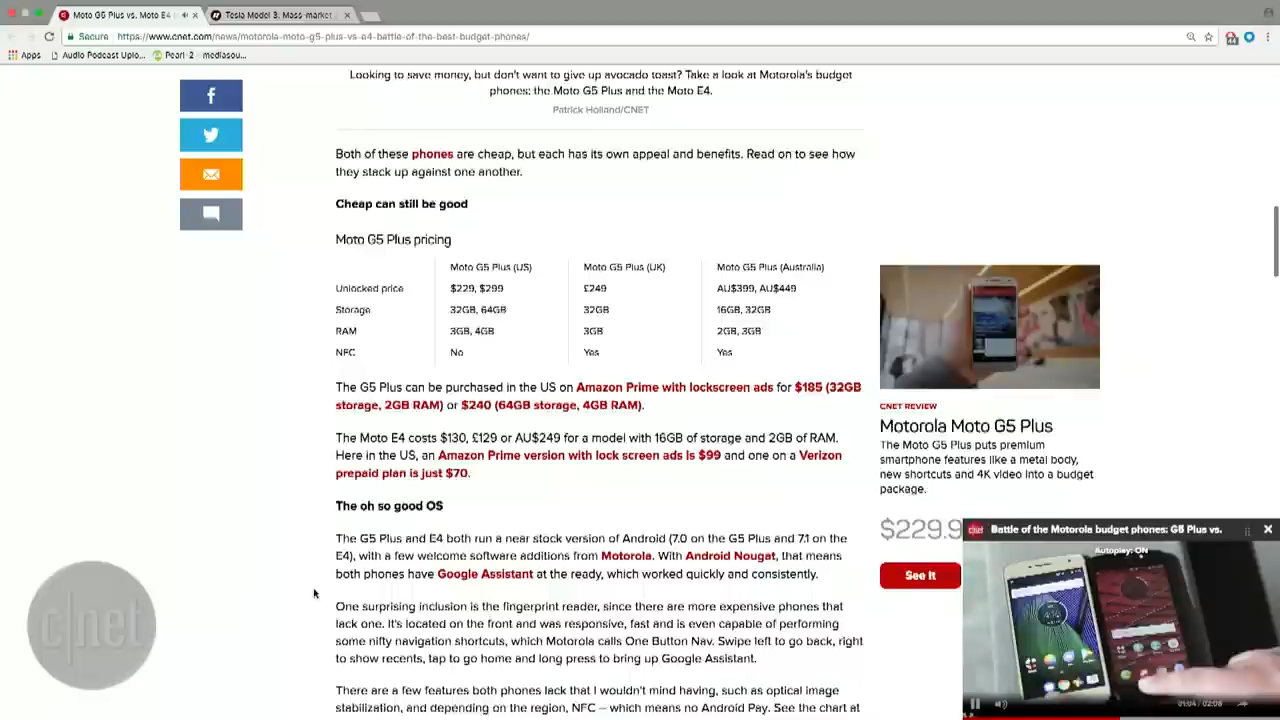 Moto G5 Plus vs. Moto E4
Tesla Model 3: Mass-market
Secure
https://www.cnet.com/news/motorola-moto-g5-plus-vs-e4-battle-of-the-best-budget-phones/
Apps
Audio Podcast Uplo...
Pearl-2
mediasou...
Looking to save money, but don't want to give up avocado toast? Take a look at Motorola's budget
phones: the Moto G5 Plus and the Moto E4.
Patrick Holland/CNET
Both of these phones are cheap, but each has its own appeal and benefits. Read on to see how
they stack up against one another.
Cheap can still be good
Moto G5 Plus pricing
Moto G5 Plus (US) Moto G5 Plus (UK) Moto G5 Plus (Australia)
Unlocked price $229, $299 £249 AU$399, AU$449
Storage 32GB, 64GB 32GB 16GB, 32GB
RAM 3GB, 4GB 3GB 2GB, 3GB
NFC No Yes Yes
The G5 Plus can be purchased in the US on Amazon Prime with lockscreen ads for $185 (32GB
storage, 2GB RAM) or $240 (64GB storage, 4GB RAM).
The Moto E4 costs $130, £129 or AU$249 for a model with 16GB of storage and 2GB of RAM.
Here in the US, an Amazon Prime version with lock screen ads is $99 and one on a Verizon
prepaid plan is just $70.
The oh so good OS
The G5 Plus and E4 both run a near stock version of Android (7.0 on the G5 Plus and 7.1 on the
E4), with a few welcome software additions from Motorola. With Android Nougat, that means
both phones have Google Assistant at the ready, which worked quickly and consistently.
One surprising inclusion is the fingerprint reader, since there are more expensive phones that
lack one. It's located on the front and was responsive, fast and is even capable of performing
some nifty navigation shortcuts, which Motorola calls One Button Nav. Swipe left to go back, right
to show recents, tap to go home and long press to bring up Google Assistant.
There are a few features both phones lack that I wouldn't mind having, such as optical image
stabilization, and depending on the region, NFC – which means no Android Pay. See the chart at
CNET REVIEW
Motorola Moto G5 Plus
The Moto G5 Plus puts premium
smartphone features like a metal body,
new shortcuts and 4K video into a budget
package.
$229.9
See It
cnet
Battle of the Motorola budget phones: G5 Plus vs.
Autoplay: ON
01:04 / 02:08
c|net